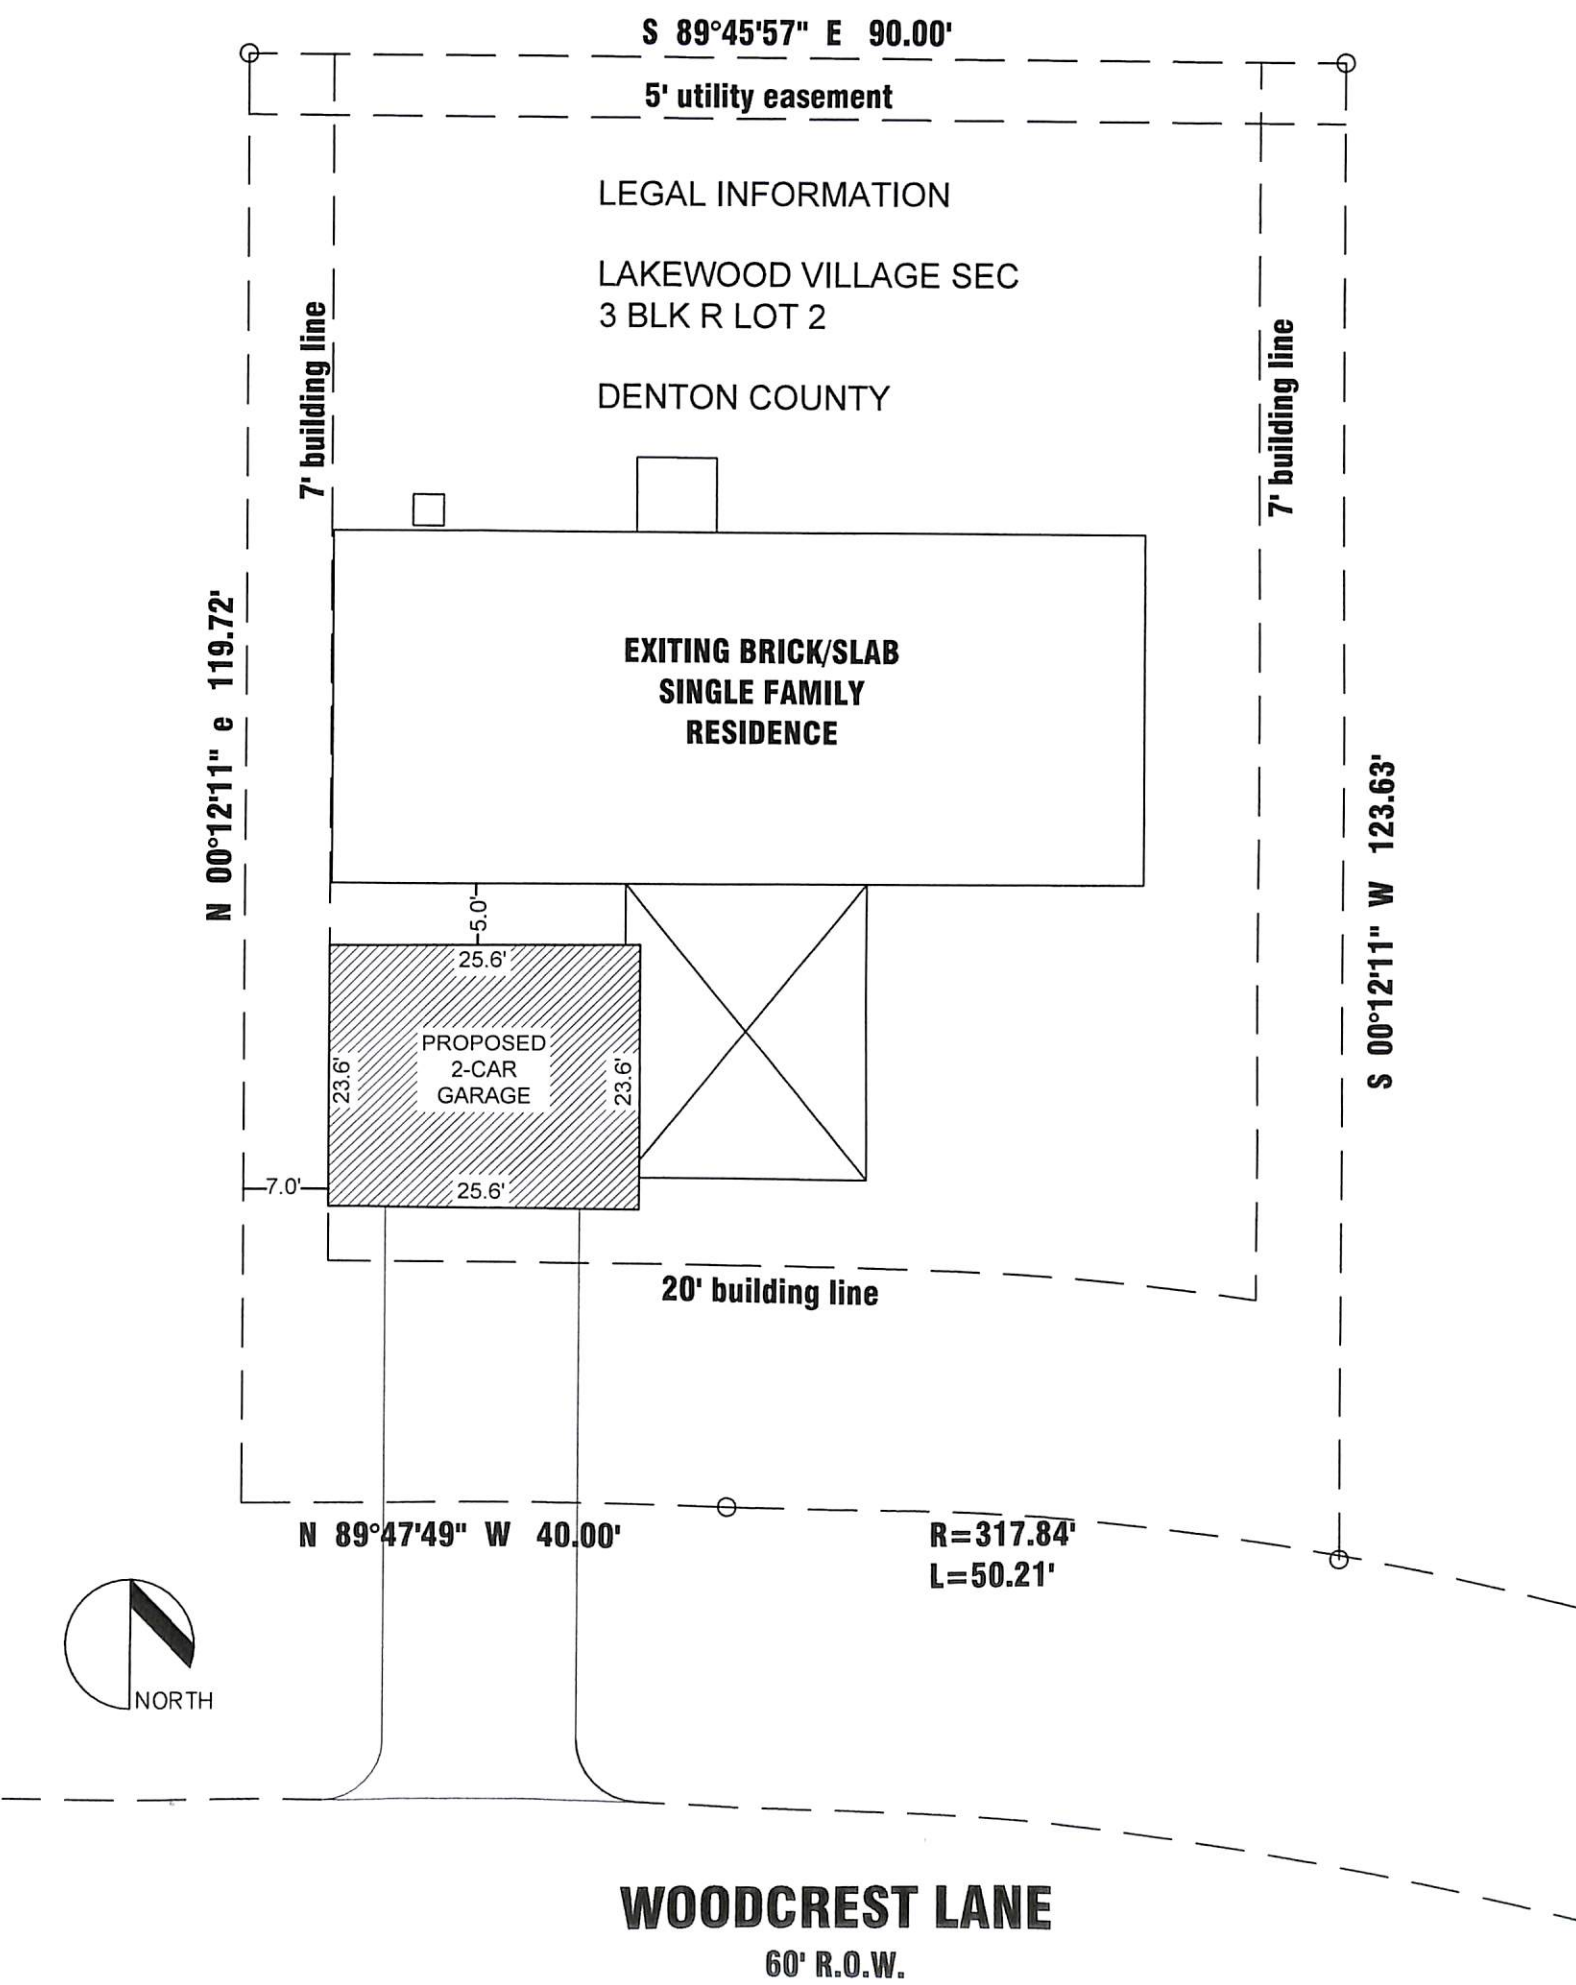 S 89°45'57" E 90.00'
5' utility easement
LEGAL INFORMATION
LAKEWOOD VILLAGE SEC
3 BLK R LOT 2
DENTON COUNTY
7' building line
7' building line
N 00°12'11" e 119.72'
EXITING BRICK/SLAB
SINGLE FAMILY
RESIDENCE
S 00°12'11" W 123.63'
5.0'
25.6'
PROPOSED
2-CAR
GARAGE
23.6'
23.6'
25.6'
7.0'
20' building line
N 89°47'49" W 40.00'
R=317.84'
L=50.21'
NORTH
WOODCREST LANE
60' R.O.W.